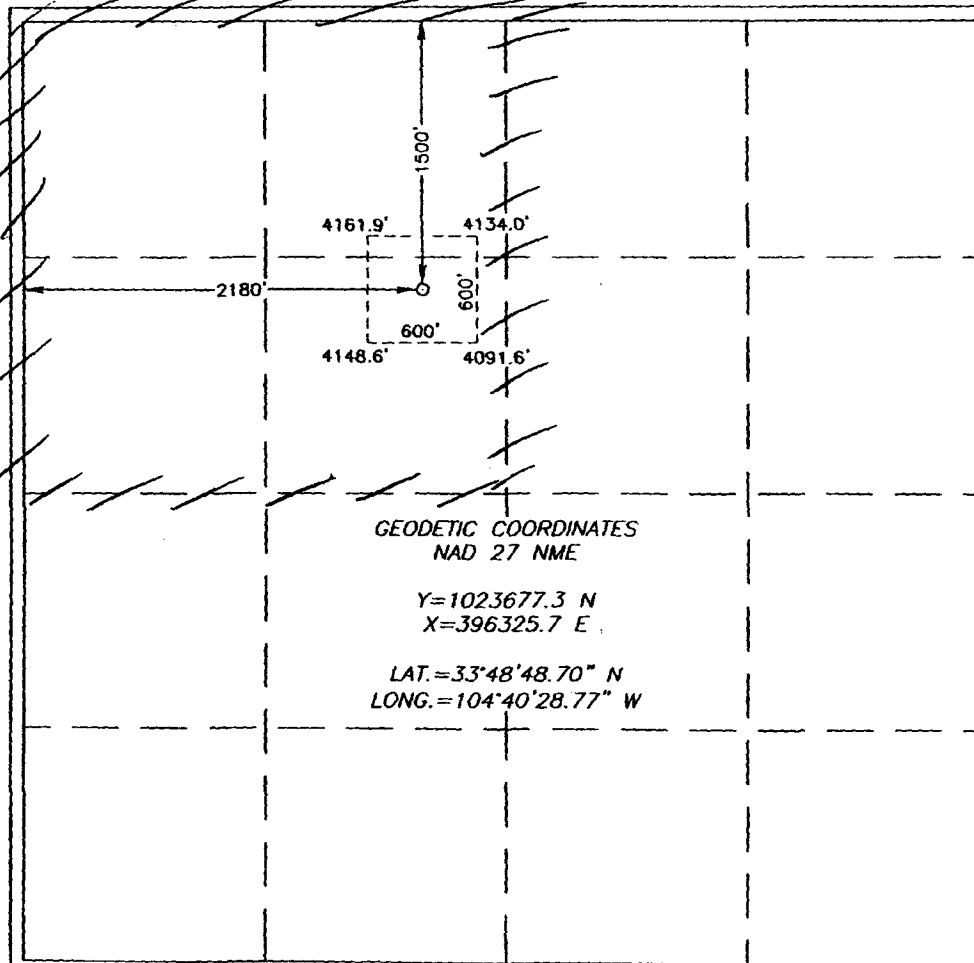 1500'
4161.9' 4134.0'
2180'
600'
600'
4148.6' 4091.6'
GEODETIC COORDINATES
NAD 27 NME
Y=1023677.3 N
X=396325.7 E
LAT.=33°48'48.70" N
LONG.=104°40'28.77" W